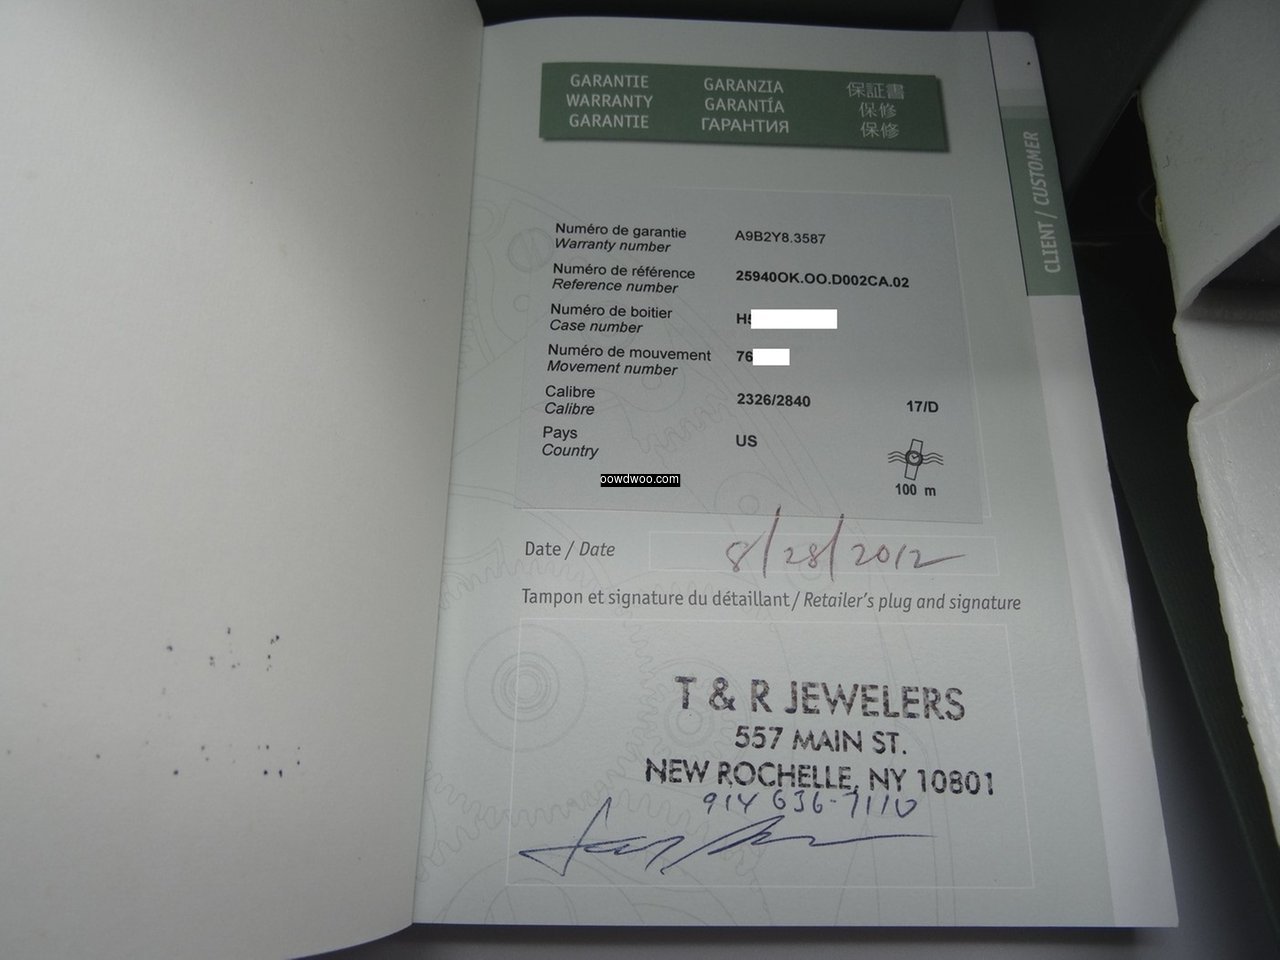 GARANTIE GARANZIA 保証書
WARRANTY GARANTÍA 保修
GARANTIE ГАРАНТИЯ 保修
CLIENT / CUSTOMER
Numéro de garantie A9B2Y8.3587
Warranty number
Numéro de référence 25940OK.OO.D002CA.02
Reference number
Numéro de boitier H
Case number
Numéro de mouvement 76
Movement number
Calibre 2326/2840 17/D
Calibre
Pays US
Country
100 m
oowdwoo.com
Date / Date 8/28/2012
Tampon et signature du détaillant / Retailer's plug and signature
T & R JEWELERS
557 MAIN ST.
NEW ROCHELLE, NY 10801
914 636-7110